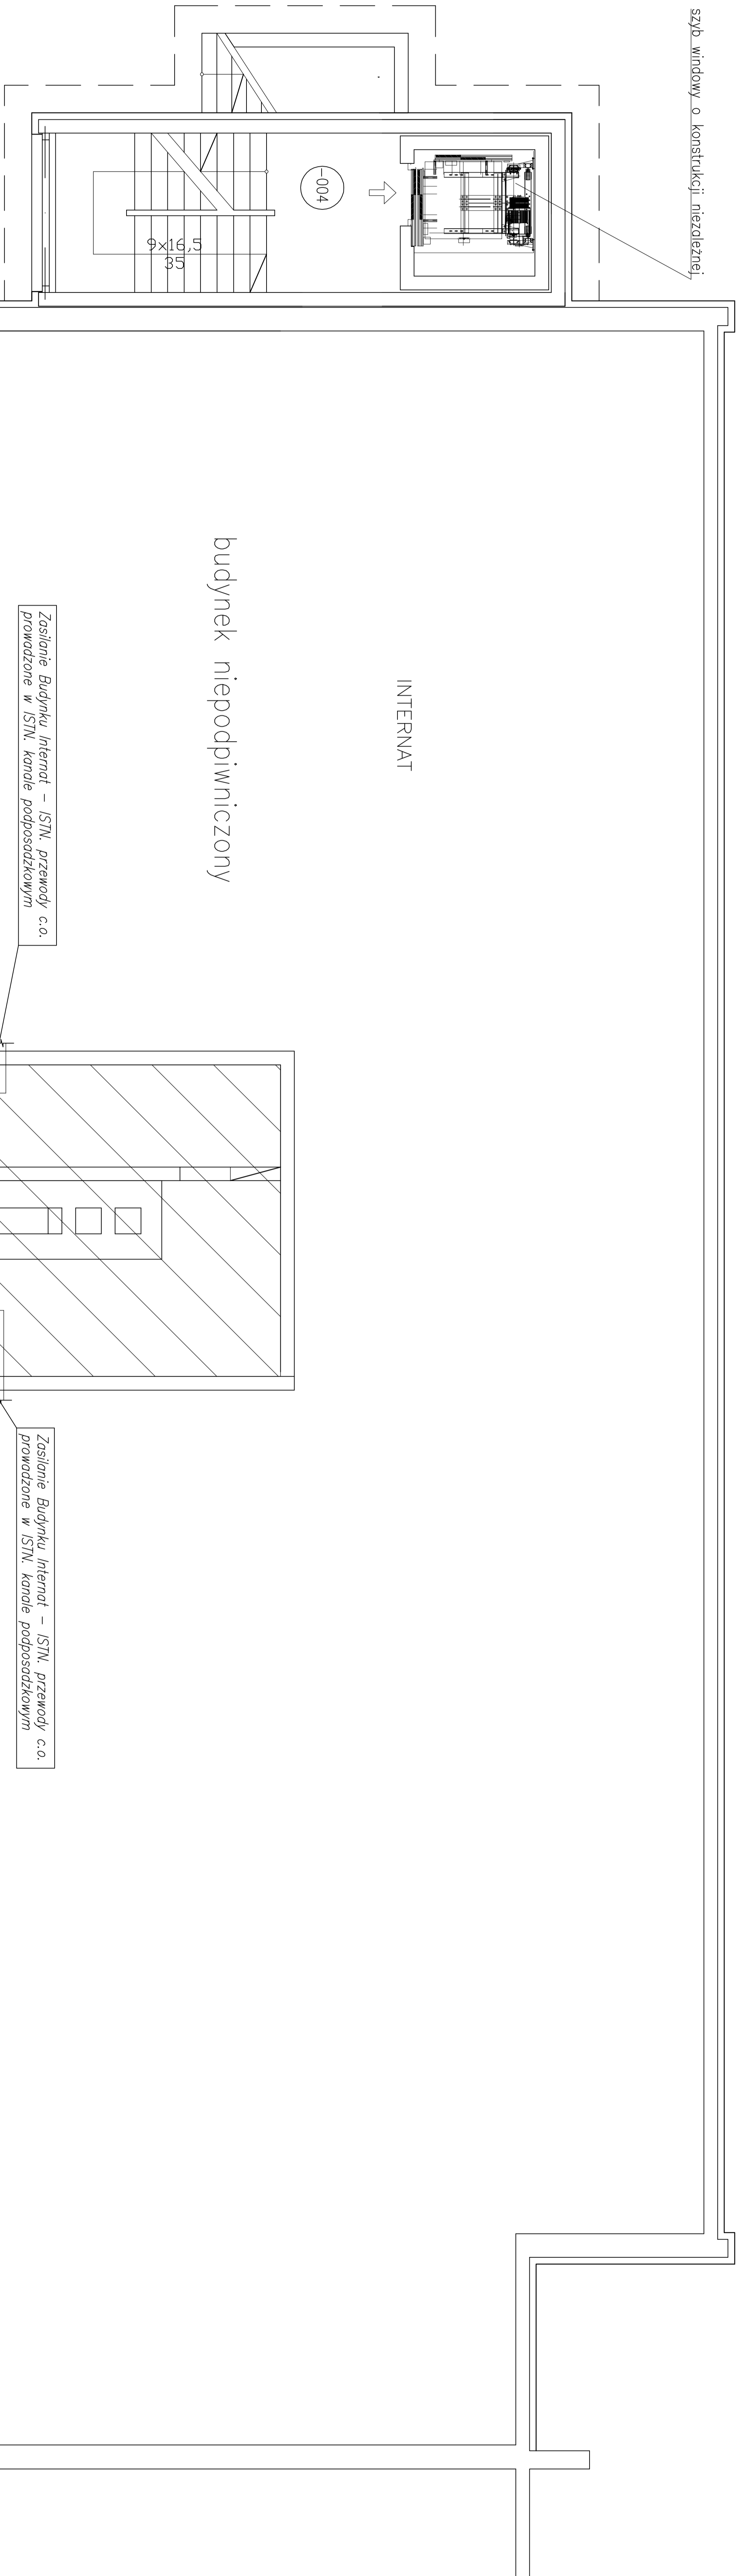 szyb windowy o konstrukcji niezależnej
-004
9x16,5
35
INTERNAT
budynek niepodpiwniczony
Zasilanie Budynku Internat – ISTN. przewody c.o.
prowadzone w ISTN. kanale podposadzkowym
Zasilanie Budynku Internat – ISTN. przewody c.o.
prowadzone w ISTN. kanale podposadzkowym